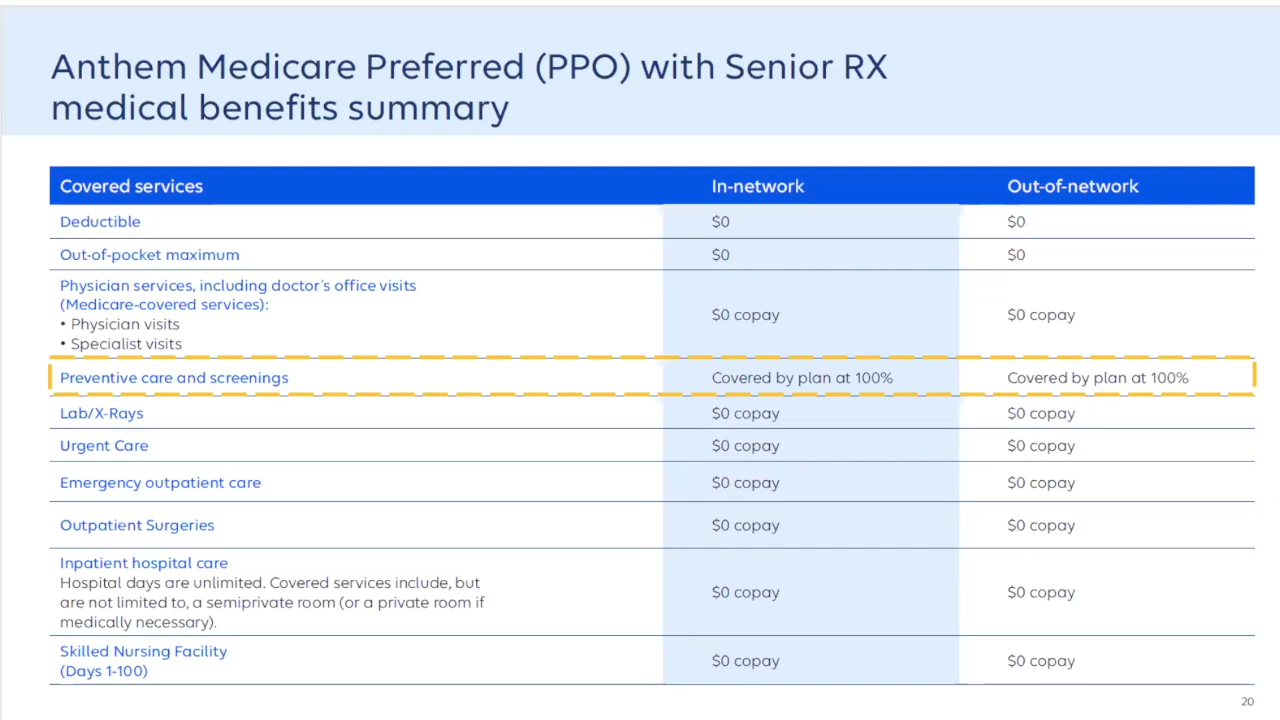 Anthem Medicare Preferred (PPO) with Senior RX
medical benefits summary
Covered services In-network Out-of-network
Deductible $0 $0
Out-of-pocket maximum $0 $0
Physician services, including doctor's office visits
(Medicare-covered services):
• Physician visits
• Specialist visits
$0 copay $0 copay
Preventive care and screenings Covered by plan at 100% Covered by plan at 100%
Lab/X-Rays $0 copay $0 copay
Urgent Care $0 copay $0 copay
Emergency outpatient care $0 copay $0 copay
Outpatient Surgeries $0 copay $0 copay
Inpatient hospital care
Hospital days are unlimited. Covered services include, but
are not limited to, a semiprivate room (or a private room if
medically necessary).
$0 copay $0 copay
Skilled Nursing Facility
(Days 1-100)
$0 copay $0 copay
20